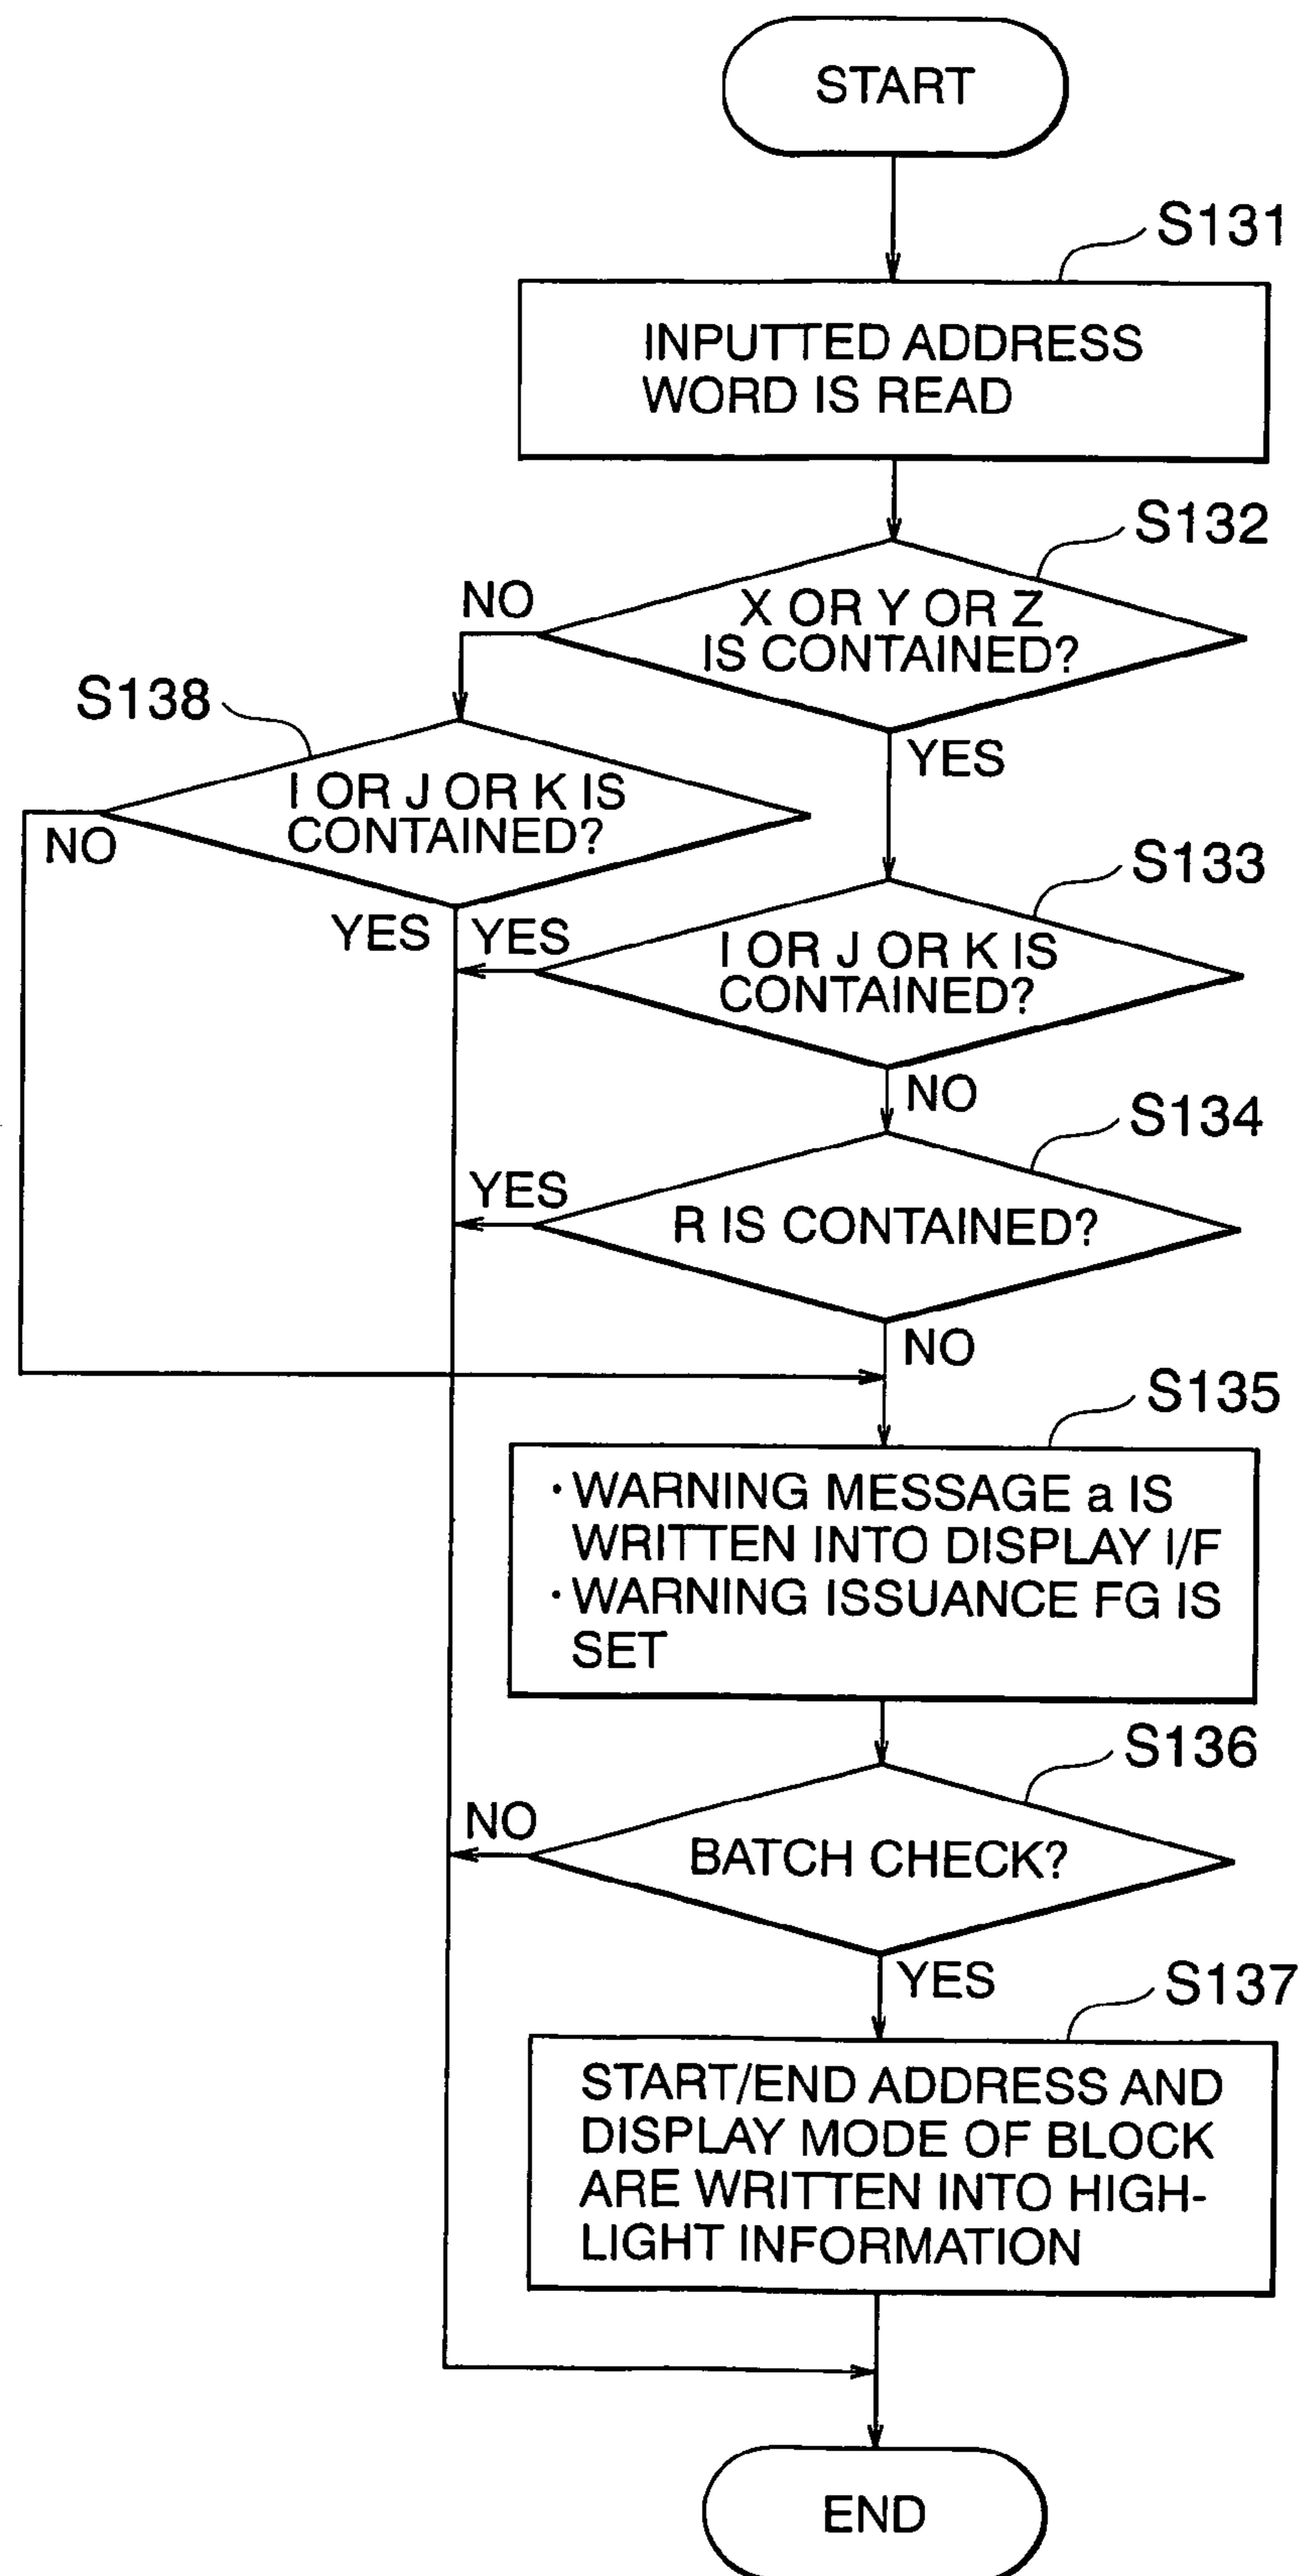 START
S131
INPUTTED ADDRESS
WORD IS READ
S132
NO
X OR Y OR Z
IS CONTAINED?
YES
S138
I OR J OR K IS
CONTAINED?
NO
YES
S133
YES
I OR J OR K IS
CONTAINED?
NO
S134
YES
R IS CONTAINED?
NO
S135
·WARNING MESSAGE a IS
WRITTEN INTO DISPLAY I/F
·WARNING ISSUANCE FG IS
SET
S136
NO
BATCH CHECK?
YES
S137
START/END ADDRESS AND
DISPLAY MODE OF BLOCK
ARE WRITTEN INTO HIGH-
LIGHT INFORMATION
END